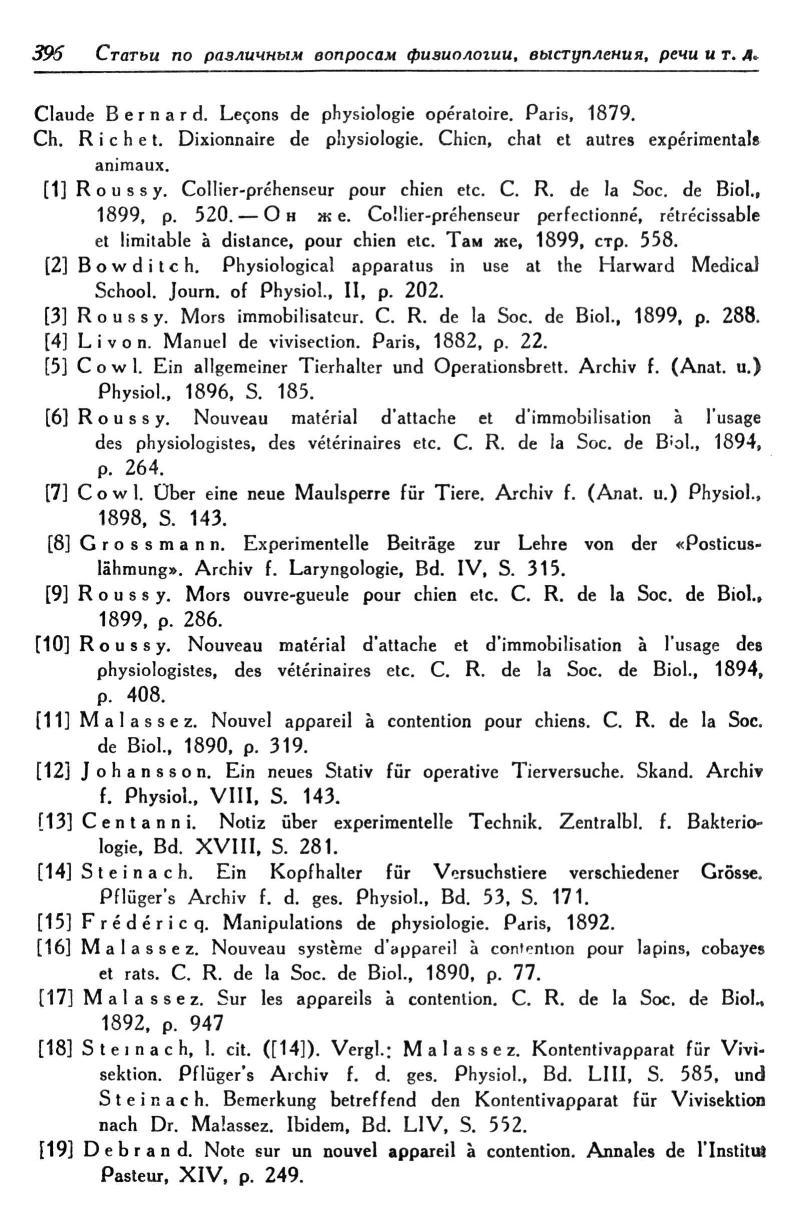 396 Статьи по различным вопросам физиологии, выступления, речи и т. д.
Claude Bernard. Leçons de physiologie opératoire. Paris, 1879.
Ch. Richet. Dixionnaire de physiologie. Chien, chat et autres expérimentals
animaux.
[1] Roussy. Collier-préhenseur pour chien etc. C. R. de la Soc. de Biol.,
1899, p. 520. — Он же. Collier-préhenseur perfectionné, rétrécissable
et limitable à distance, pour chien etc. Там же, 1899, стр. 558.
[2] Bowditch. Physiological apparatus in use at the Harward Medical
School. Journ. of Physiol., II, p. 202.
[3] Roussy. Mors immobilisateur. C. R. de la Soc. de Biol., 1899, p. 288.
[4] Livon. Manuel de vivisection. Paris, 1882, p. 22.
[5] Cowl. Ein allgemeiner Tierhalter und Operationsbrett. Archiv f. (Anat. u.)
Physiol., 1896, S. 185.
[6] Roussy. Nouveau matérial d'attache et d'immobilisation à l'usage
des physiologistes, des vétérinaires etc. C. R. de la Soc. de Biol., 1894,
p. 264.
[7] Cowl. Über eine neue Maulsperre für Tiere. Archiv f. (Anat. u.) Physiol.,
1898, S. 143.
[8] Grossmann. Experimentelle Beiträge zur Lehre von der «Posticus-
lähmung». Archiv f. Laryngologie, Bd. IV, S. 315.
[9] Roussy. Mors ouvre-gueule pour chien etc. C. R. de la Soc. de Biol.,
1899, p. 286.
[10] Roussy. Nouveau matérial d'attache et d'immobilisation à l'usage des
physiologistes, des vétérinaires etc. C. R. de la Soc. de Biol., 1894,
p. 408.
[11] Malassez. Nouvel appareil à contention pour chiens. C. R. de la Soc.
de Biol., 1890, p. 319.
[12] Johansson. Ein neues Stativ für operative Tierversuche. Skand. Archiv
f. Physiol., VIII, S. 143.
[13] Centanni. Notiz über experimentelle Technik. Zentralbl. f. Bakterio-
logie, Bd. XVIII, S. 281.
[14] Steinach. Ein Kopfhalter für Versuchstiere verschiedener Grösse.
Pflüger's Archiv f. d. ges. Physiol., Bd. 53, S. 171.
[15] Frédéricq. Manipulations de physiologie. Paris, 1892.
[16] Malassez. Nouveau système d'appareil à contention pour lapins, cobayes
et rats. C. R. de la Soc. de Biol., 1890, p. 77.
[17] Malassez. Sur les appareils à contention. C. R. de la Soc. de Biol.,
1892, p. 947
[18] Steinach, l. cit. ([14]). Vergl.: Malassez. Kontentivapparat für Vivi-
sektion. Pflüger's Archiv f. d. ges. Physiol., Bd. LIII, S. 585, und
Steinach. Bemerkung betreffend den Kontentivapparat für Vivisektion
nach Dr. Malassez. Ibidem, Bd. LIV, S. 552.
[19] Debrand. Note sur un nouvel appareil à contention. Annales de l'Institut
Pasteur, XIV, p. 249.